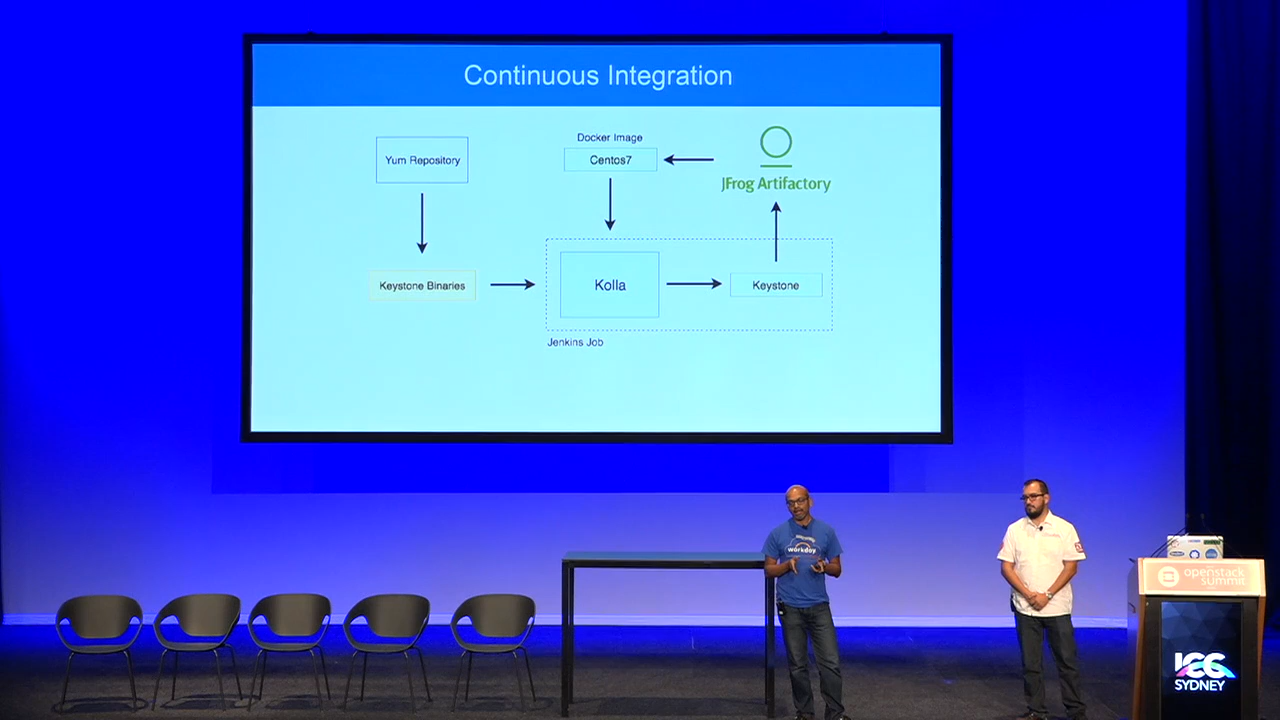 Continuous Integration
Docker Image
Yum Repository
Centos7
JFrog Artifactory
Keystone Binaries
Kolla
Keystone
Jenkins Job
workday
openstack
summit
ICC
SYDNEY